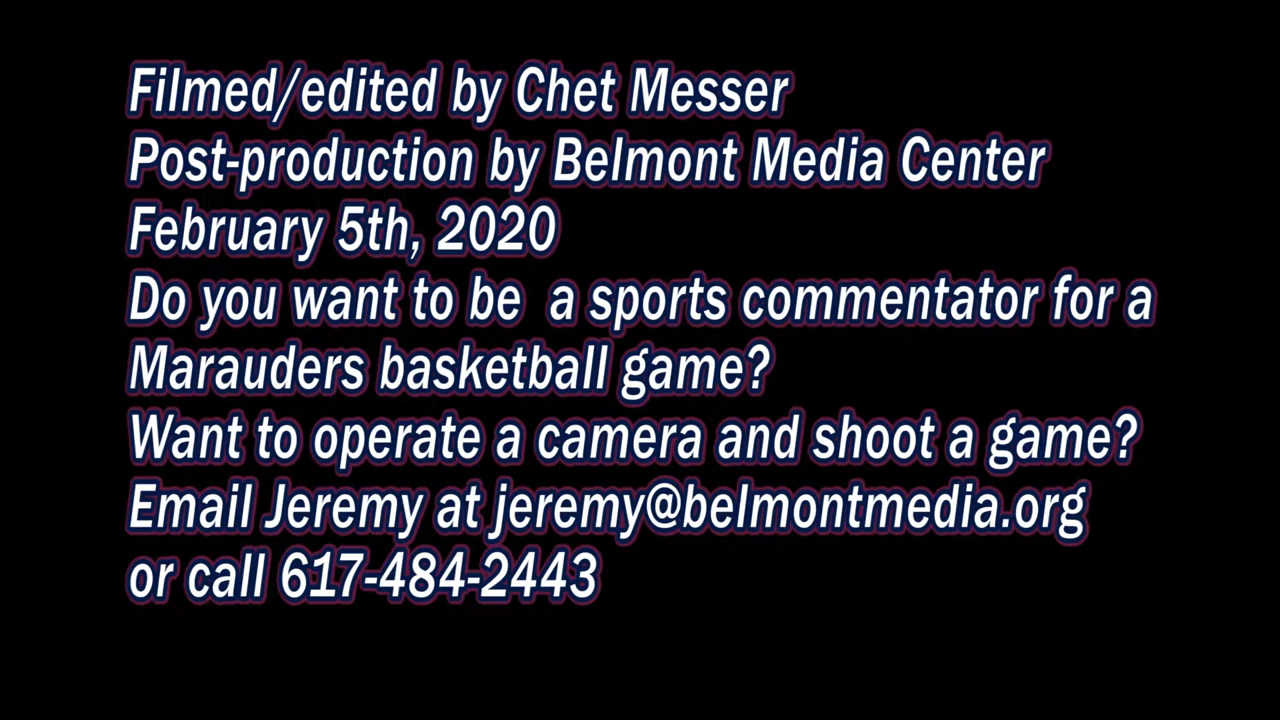 Filmed/edited by Chet Messer
Post-production by Belmont Media Center
February 5th, 2020
Do you want to be  a sports commentator for a
Marauders basketball game?
Want to operate a camera and shoot a game?
Email Jeremy at jeremy@belmontmedia.org
or call 617-484-2443